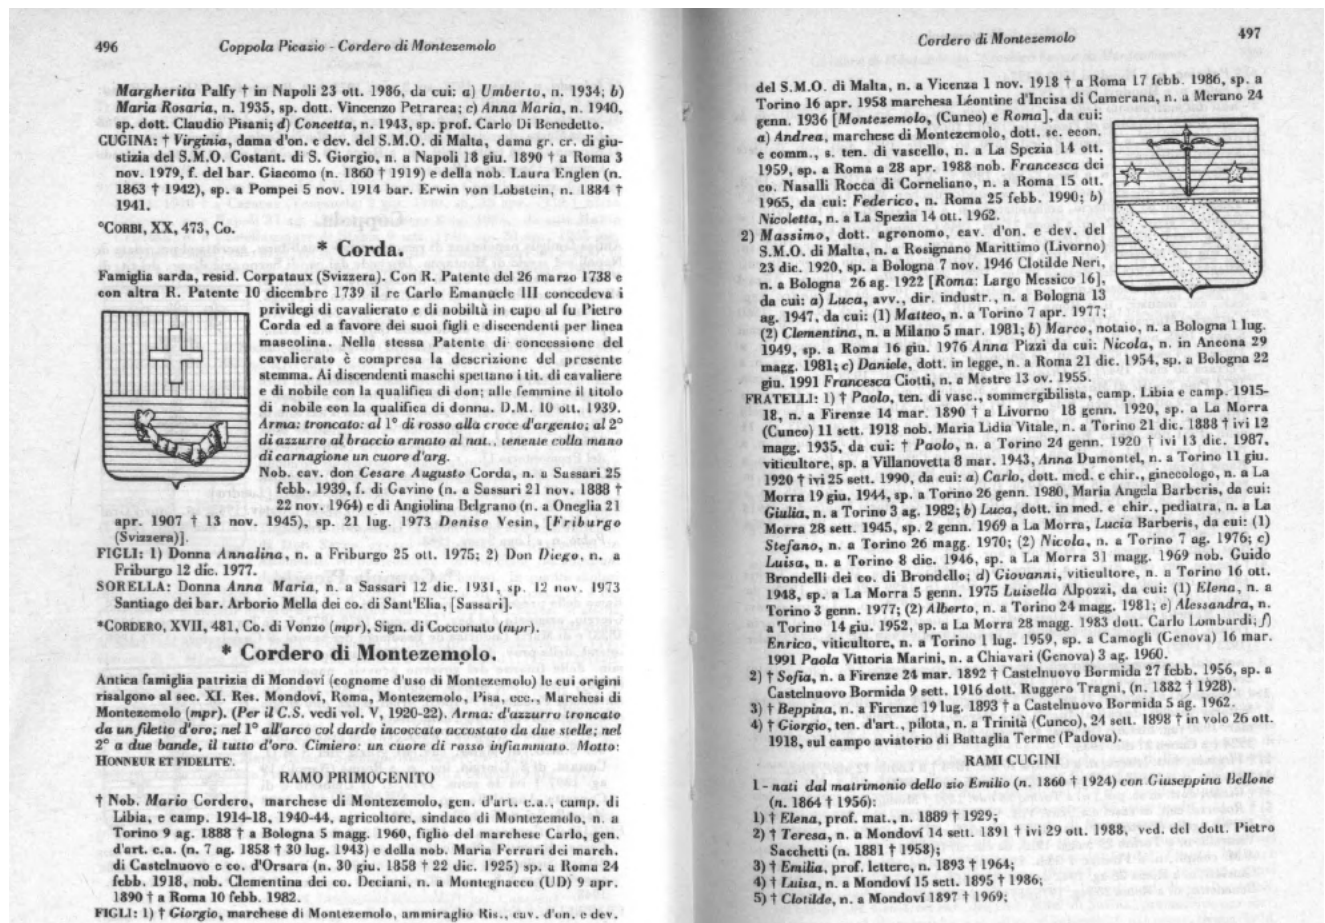 496
Coppola Picazio - Cordero di Montezemolo
Margherita Palfy † in Napoli 23 ott. 1986, da cui: a) Umberto, n. 1934; b)
Maria Rosaria, n. 1935, sp. dott. Vincenzo Petrarca; c) Anna Maria, n. 1940,
sp. dott. Claudio Pisani; d) Concetta, n. 1943, sp. prof. Carlo Di Benedetto.
CUGINA: † Virginia, dama d'on. e dev. del S.M.O. di Malta, dama gr. cr. di giu-
stizia del S.M.O. Costant. di S. Giorgio, n. a Napoli 18 giu. 1890 † a Roma 3
nov. 1979, f. del bar. Giacomo (n. 1860 † 1919) e della nob. Laura Englen (n.
1863 † 1942), sp. a Pompei 5 nov. 1914 bar. Erwin von Lobstein, n. 1884 †
1941.
°CORBI, XX, 473, Co.
* Corda.
Famiglia sarda, resid. Corpataux (Svizzera). Con R. Patente del 26 marzo 1738 e
con altra R. Patente 10 dicembre 1739 il re Carlo Emanuele III concedeva i
privilegi di cavalierato e di nobiltà in capo al fu Pietro
Corda ed a favore dei suoi figli e discendenti per linea
mascolina. Nella stessa Patente di concessione del
cavalierato è compresa la descrizione del presente
stemma. Ai discendenti maschi spettano i tit. di cavaliere
e di nobile con la qualifica di don; alle femmine il titolo
di nobile con la qualifica di donna. D.M. 10 ott. 1939.
Arma: troncato: al 1° di rosso alla croce d'argento; al 2°
di azzurro al braccio armato al nat., tenente colla mano
di carnagione un cuore d'arg.
Nob. cav. don Cesare Augusto Corda, n. a Sassari 25
febb. 1939, f. di Gavino (n. a Sassari 21 nov. 1888 †
22 nov. 1964) e di Angiolina Belgrano (n. a Oneglia 21
apr. 1907 † 13 nov. 1945), sp. 21 lug. 1973 Denise Vesin, [Friburgo
(Svizzera)].
FIGLI: 1) Donna Annalina, n. a Friburgo 25 ott. 1975; 2) Don Diego, n. a
Friburgo 12 dic. 1977.
SORELLA: Donna Anna Maria, n. a Sassari 12 dic. 1931, sp. 12 nov. 1973
Santiago dei bar. Arborio Mella dei co. di Sant'Elia, [Sassari].
*CORDERO, XVII, 481, Co. di Vonzo (mpr), Sign. di Cocconato (mpr).
* Cordero di Montezemolo.
Antica famiglia patrizia di Mondoví (cognome d'uso di Montezemolo) le cui origini
risalgono al sec. XI. Res. Mondoví, Roma, Montezemolo, Pisa, ecc., Marchesi di
Montezemolo (mpr). (Per il C.S. vedi vol. V, 1920-22). Arma: d'azzurro troncato
da un filetto d'oro; nel 1° all'arco col dardo incoccato accostato da due stelle; nel
2° a due bande, il tutto d'oro. Cimiero: un cuore di rosso infiammato. Motto:
HONNEUR ET FIDELITE'.
RAMO PRIMOGENITO
† Nob. Mario Cordero, marchese di Montezemolo, gen. d'art. c.a., camp. di
Libia, e camp. 1914-18, 1940-44, agricoltore, sindaco di Montezemolo, n. a
Torino 9 ag. 1888 † a Bologna 5 magg. 1960, figlio del marchese Carlo, gen.
d'art. c.a. (n. 7 ag. 1858 † 30 lug. 1943) e della nob. Maria Ferrari dei march.
di Castelnuovo e co. d'Orsara (n. 30 giu. 1858 † 22 dic. 1925) sp. a Roma 24
febb. 1918, nob. Clementina dei co. Deciani, n. a Montegnacco (UD) 9 apr.
1890 † a Roma 10 febb. 1982.
FIGLI: 1) † Giorgio, marchese di Montezemolo, ammiraglio Ris., cav. d'on. e dev.
Cordero di Montezemolo
497
del S.M.O. di Malta, n. a Vicenza 1 nov. 1918 † a Roma 17 febb. 1986, sp. a
Torino 16 apr. 1958 marchesa Léontine d'Incisa di Camerana, n. a Merano 24
genn. 1936 [Montezemolo, (Cuneo) e Roma], da cui:
a) Andrea, marchese di Montezemolo, dott. sc. econ.
e comm., s. ten. di vascello, n. a La Spezia 14 ott.
1959, sp. a Roma a 28 apr. 1988 nob. Francesca dei
co. Nasalli Rocca di Corneliano, n. a Roma 15 ott.
1965, da cui: Federico, n. Roma 25 febb. 1990; b)
Nicoletta, n. a La Spezia 14 ott. 1962.
2) Massimo, dott. agronomo, cav. d'on. e dev. del
S.M.O. di Malta, n. a Rosignano Marittimo (Livorno)
23 dic. 1920, sp. a Bologna 7 nov. 1946 Clotilde Neri,
n. a Bologna 26 ag. 1922 [Roma: Largo Messico 16],
da cui: a) Luca, avv., dir. industr., n. a Bologna 13
ag. 1947, da cui: (1) Matteo, n. a Torino 7 apr. 1977;
(2) Clementina, n. a Milano 5 mar. 1981; b) Marco, notaio, n. a Bologna 1 lug.
1949, sp. a Roma 16 giu. 1976 Anna Pizzi da cui: Nicola, n. in Ancona 29
magg. 1981; c) Daniele, dott. in legge, n. a Roma 21 dic. 1954, sp. a Bologna 22
giu. 1991 Francesca Ciotti, n. a Mestre 13 ov. 1955.
FRATELLI: 1) † Paolo, ten. di vasc., sommergibilista, camp. Libia e camp. 1915-
18, n. a Firenze 14 mar. 1890 † a Livorno 18 genn. 1920, sp. a La Morra
(Cuneo) 11 sett. 1918 nob. Maria Lidia Vitale, n. a Torino 21 dic. 1888 † ivi 12
magg. 1935, da cui: † Paolo, n. a Torino 24 genn. 1920 † ivi 13 dic. 1987,
viticultore, sp. a Villanovetta 8 mar. 1943, Anna Dumontel, n. a Torino 11 giu.
1920 † ivi 25 sett. 1990, da cui: a) Carlo, dott. med. e chir., ginecologo, n. a La
Morra 19 giu. 1944, sp. a Torino 26 genn. 1980, Maria Angela Barberis, da cui:
Giulia, n. a Torino 3 ag. 1982; b) Luca, dott. in med. e chir., pediatra, n. a La
Morra 28 sett. 1945, sp. 2 genn. 1969 a La Morra, Lucia Barberis, da cui: (1)
Stefano, n. a Torino 26 magg. 1970; (2) Nicola, n. a Torino 7 ag. 1976; c)
Luisa, n. a Torino 8 dic. 1946, sp. a La Morra 31 magg. 1969 nob. Guido
Brondelli dei co. di Brondello; d) Giovanni, viticultore, n. a Torino 16 ott.
1948, sp. a La Morra 5 genn. 1975 Luisella Alpozzi, da cui: (1) Elena, n. a
Torino 3 genn. 1977; (2) Alberto, n. a Torino 24 magg. 1981; e) Alessandra, n.
a Torino 14 giu. 1952, sp. a La Morra 28 magg. 1983 dott. Carlo Lombardi; f)
Enrico, viticultore, n. a Torino 1 lug. 1959, sp. a Camogli (Genova) 16 mar.
1991 Paola Vittoria Marini, n. a Chiavari (Genova) 3 ag. 1960.
2) † Sofia, n. a Firenze 24 mar. 1892 † Castelnuovo Bormida 27 febb. 1956, sp. a
Castelnuovo Bormida 9 sett. 1916 dott. Ruggero Tragni, (n. 1882 † 1928).
3) † Beppina, n. a Firenze 19 lug. 1893 † a Castelnuovo Bormida 5 ag. 1962.
4) † Giorgio, ten. d'art., pilota, n. a Trinità (Cuneo), 24 sett. 1898 † in volo 26 ott.
1918, sul campo aviatorio di Battaglia Terme (Padova).
RAMI CUGINI
1 - nati dal matrimonio dello zio Emilio (n. 1860 † 1924) con Giuseppina Bellone
(n. 1864 † 1956):
1) † Elena, prof. mat., n. 1889 † 1929;
2) † Teresa, n. a Mondoví 14 sett. 1891 † ivi 29 ott. 1988, ved. del dott. Pietro
Sacchetti (n. 1881 † 1958);
3) † Emilia, prof. lettere, n. 1893 † 1964;
4) † Luisa, n. a Mondoví 15 sett. 1895 † 1986;
5) † Clotilde, n. a Mondoví 1897 † 1969;